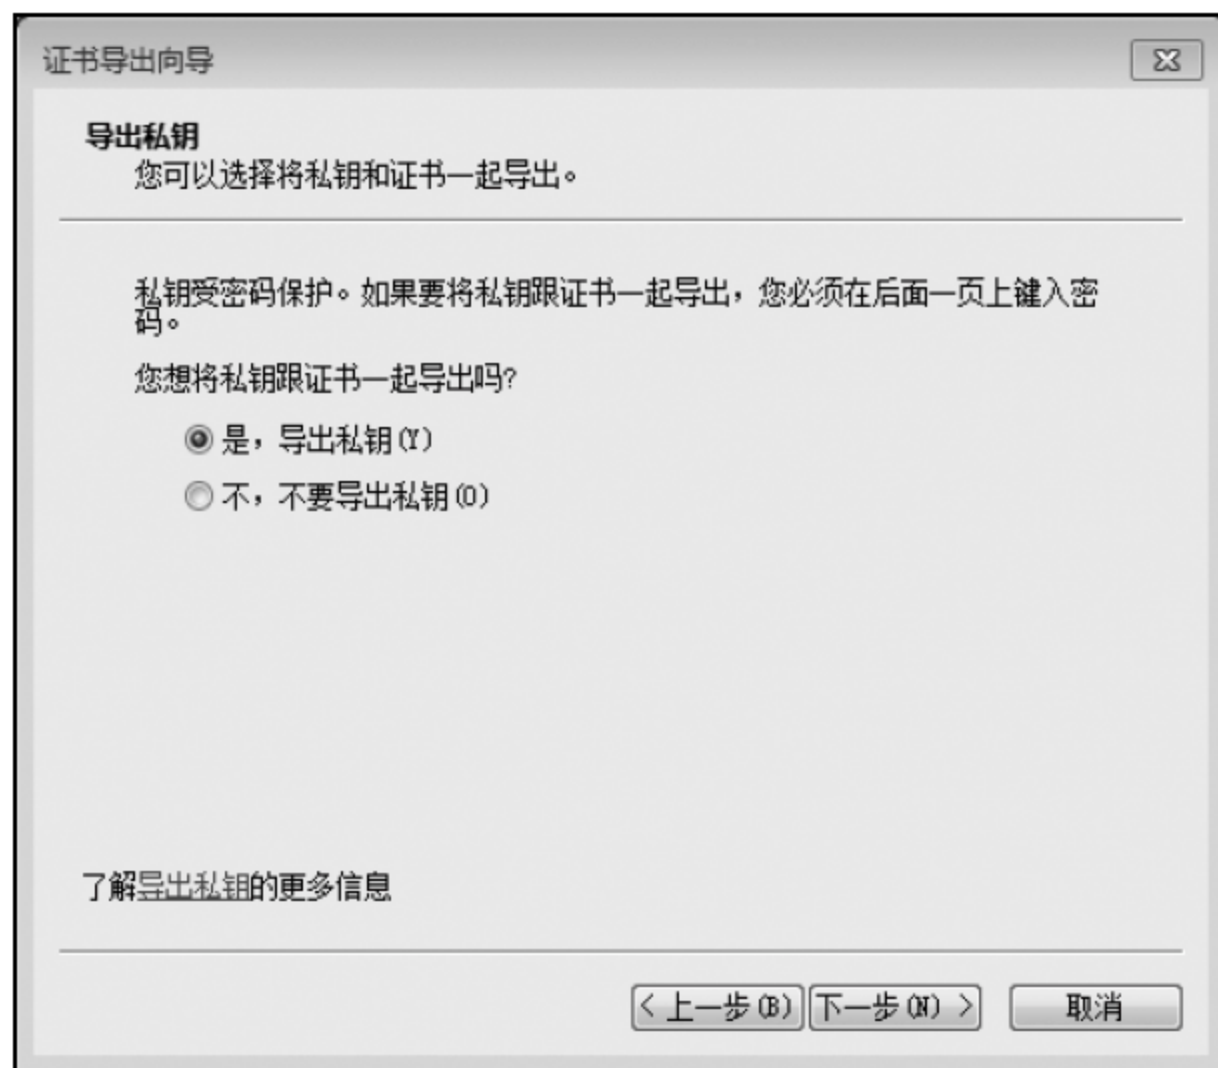 证书导出向导
导出私钥
您可以选择将私钥和证书一起导出。
私钥受密码保护。如果要将私钥跟证书一起导出，您必须在后面一页上键入密
码。
您想将私钥跟证书一起导出吗?
是，导出私钥(Y)
不，不要导出私钥(O)
了解导出私钥的更多信息
< 上一步(B) 下一步(N) > 取消